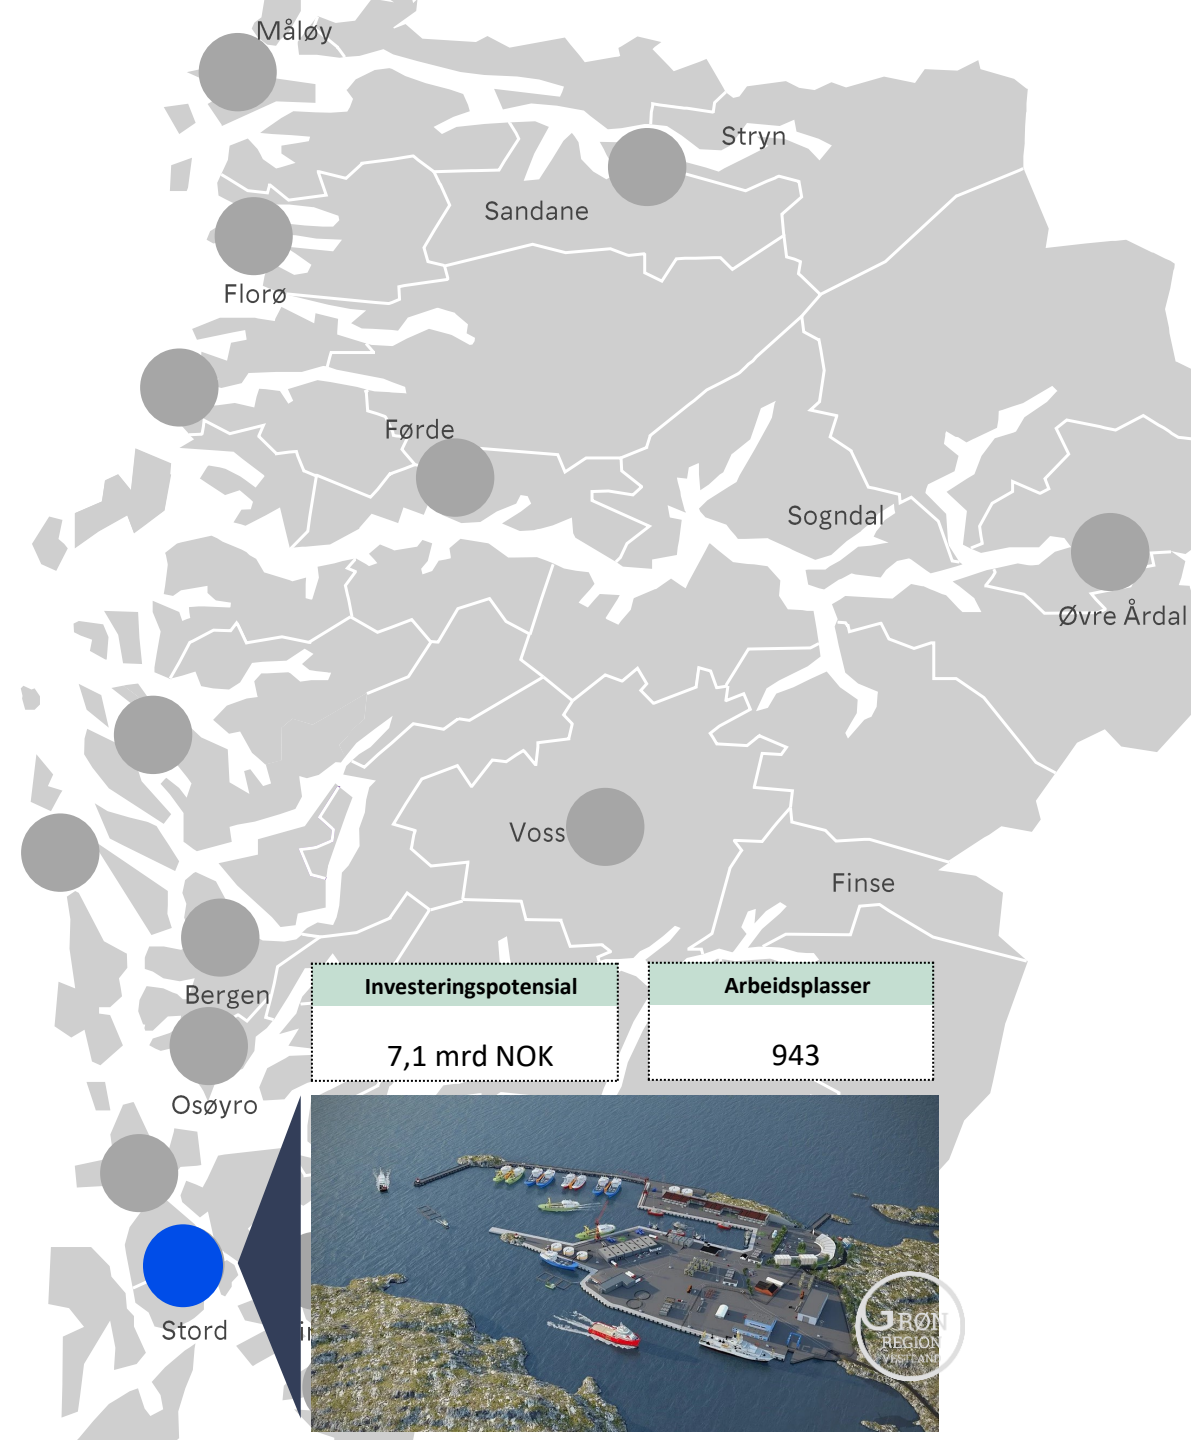 Måløy
Stryn
Sandane
Florø
Førde
Sogndal
Øvre Årdal
Voss
Finse
Bergen
Investeringspotensial
7,1 mrd NOK
Arbeidsplasser
943
Osøyro
Stord
GRØN
REGION
VESTLAND